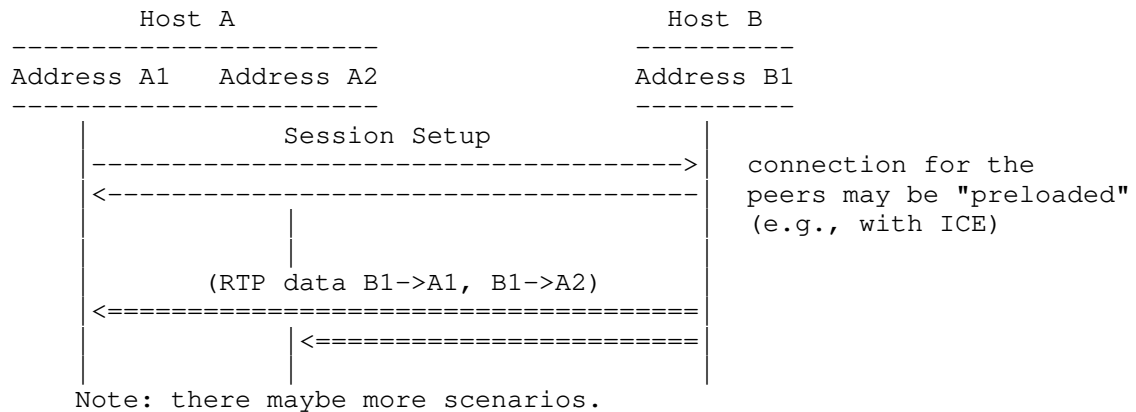 Host A Host B
Address A1 Address A2 Address B1
Session Setup
connection for the
peers may be "preloaded"
(e.g., with ICE)
(RTP data B1->A1, B1->A2)
Note: there maybe more scenarios.